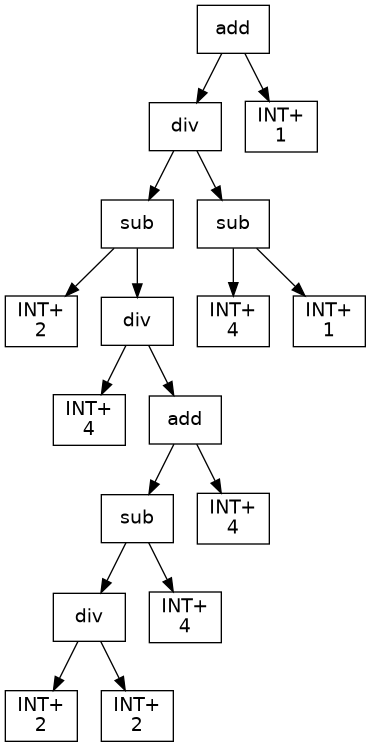 add
div
INT+
1
sub
sub
INT+
2
div
INT+
4
INT+
1
INT+
4
add
sub
INT+
4
div
INT+
4
INT+
2
INT+
2